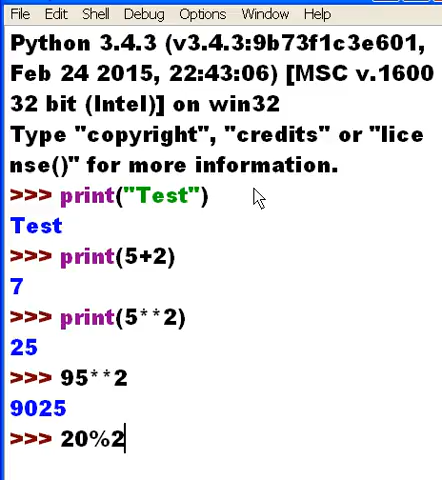 File Edit Shell Debug Options Window Help
Python 3.4.3 (v3.4.3:9b73f1c3e601,
Feb 24 2015, 22:43:06) [MSC v.1600
32 bit (Intel)] on win32
Type "copyright", "credits" or "lice
nse()" for more information.
>>> print("Test")
Test
>>> print(5+2)
7
>>> print(5**2)
25
>>> 95**2
9025
>>> 20%2